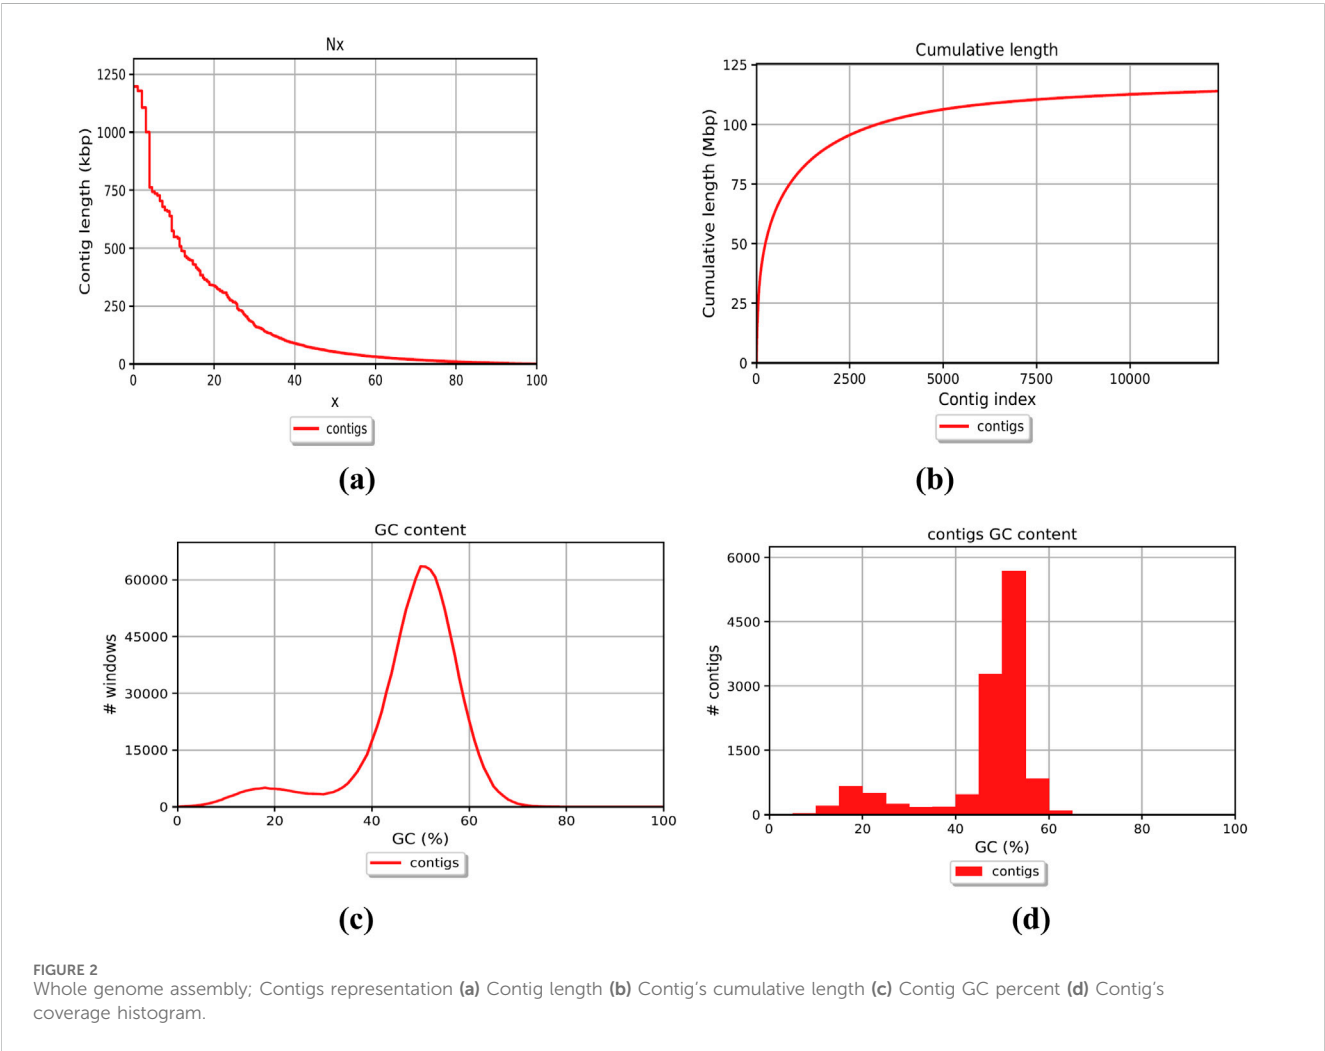 Nx
1250
1000
750
500
250
0
Contig length (kbp)
0 20 40 60 80 100
x
contigs
(a)
Cumulative length
125
100
75
50
25
0
Cumulative length (Mbp)
0 2500 5000 7500 10000
Contig index
contigs
(b)
GC content
60000
45000
30000
15000
0
# windows
0 20 40 60 80 100
GC (%)
contigs
(c)
contigs GC content
6000
4500
3000
1500
0
# contigs
0 20 40 60 80 100
GC (%)
contigs
(d)
FIGURE 2
Whole genome assembly; Contigs representation (a) Contig length (b) Contig's cumulative length (c) Contig GC percent (d) Contig's
coverage histogram.